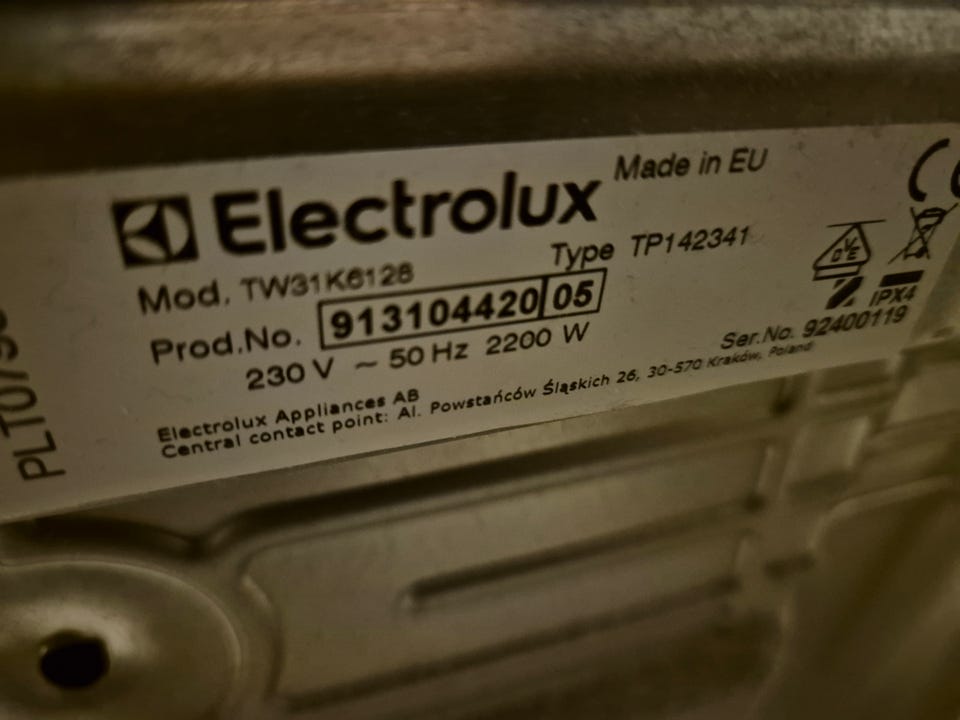 Electrolux
Made in EU
Mod. TW31K6128
Type TP142341
Prod.No. 913104420 05
230 V ~ 50 Hz 2200 W
IPX4
Ser.No. 92400119
Electrolux Appliances AB
Central contact point: Al. Powstańców Śląskich 26, 30-570 Kraków, Poland